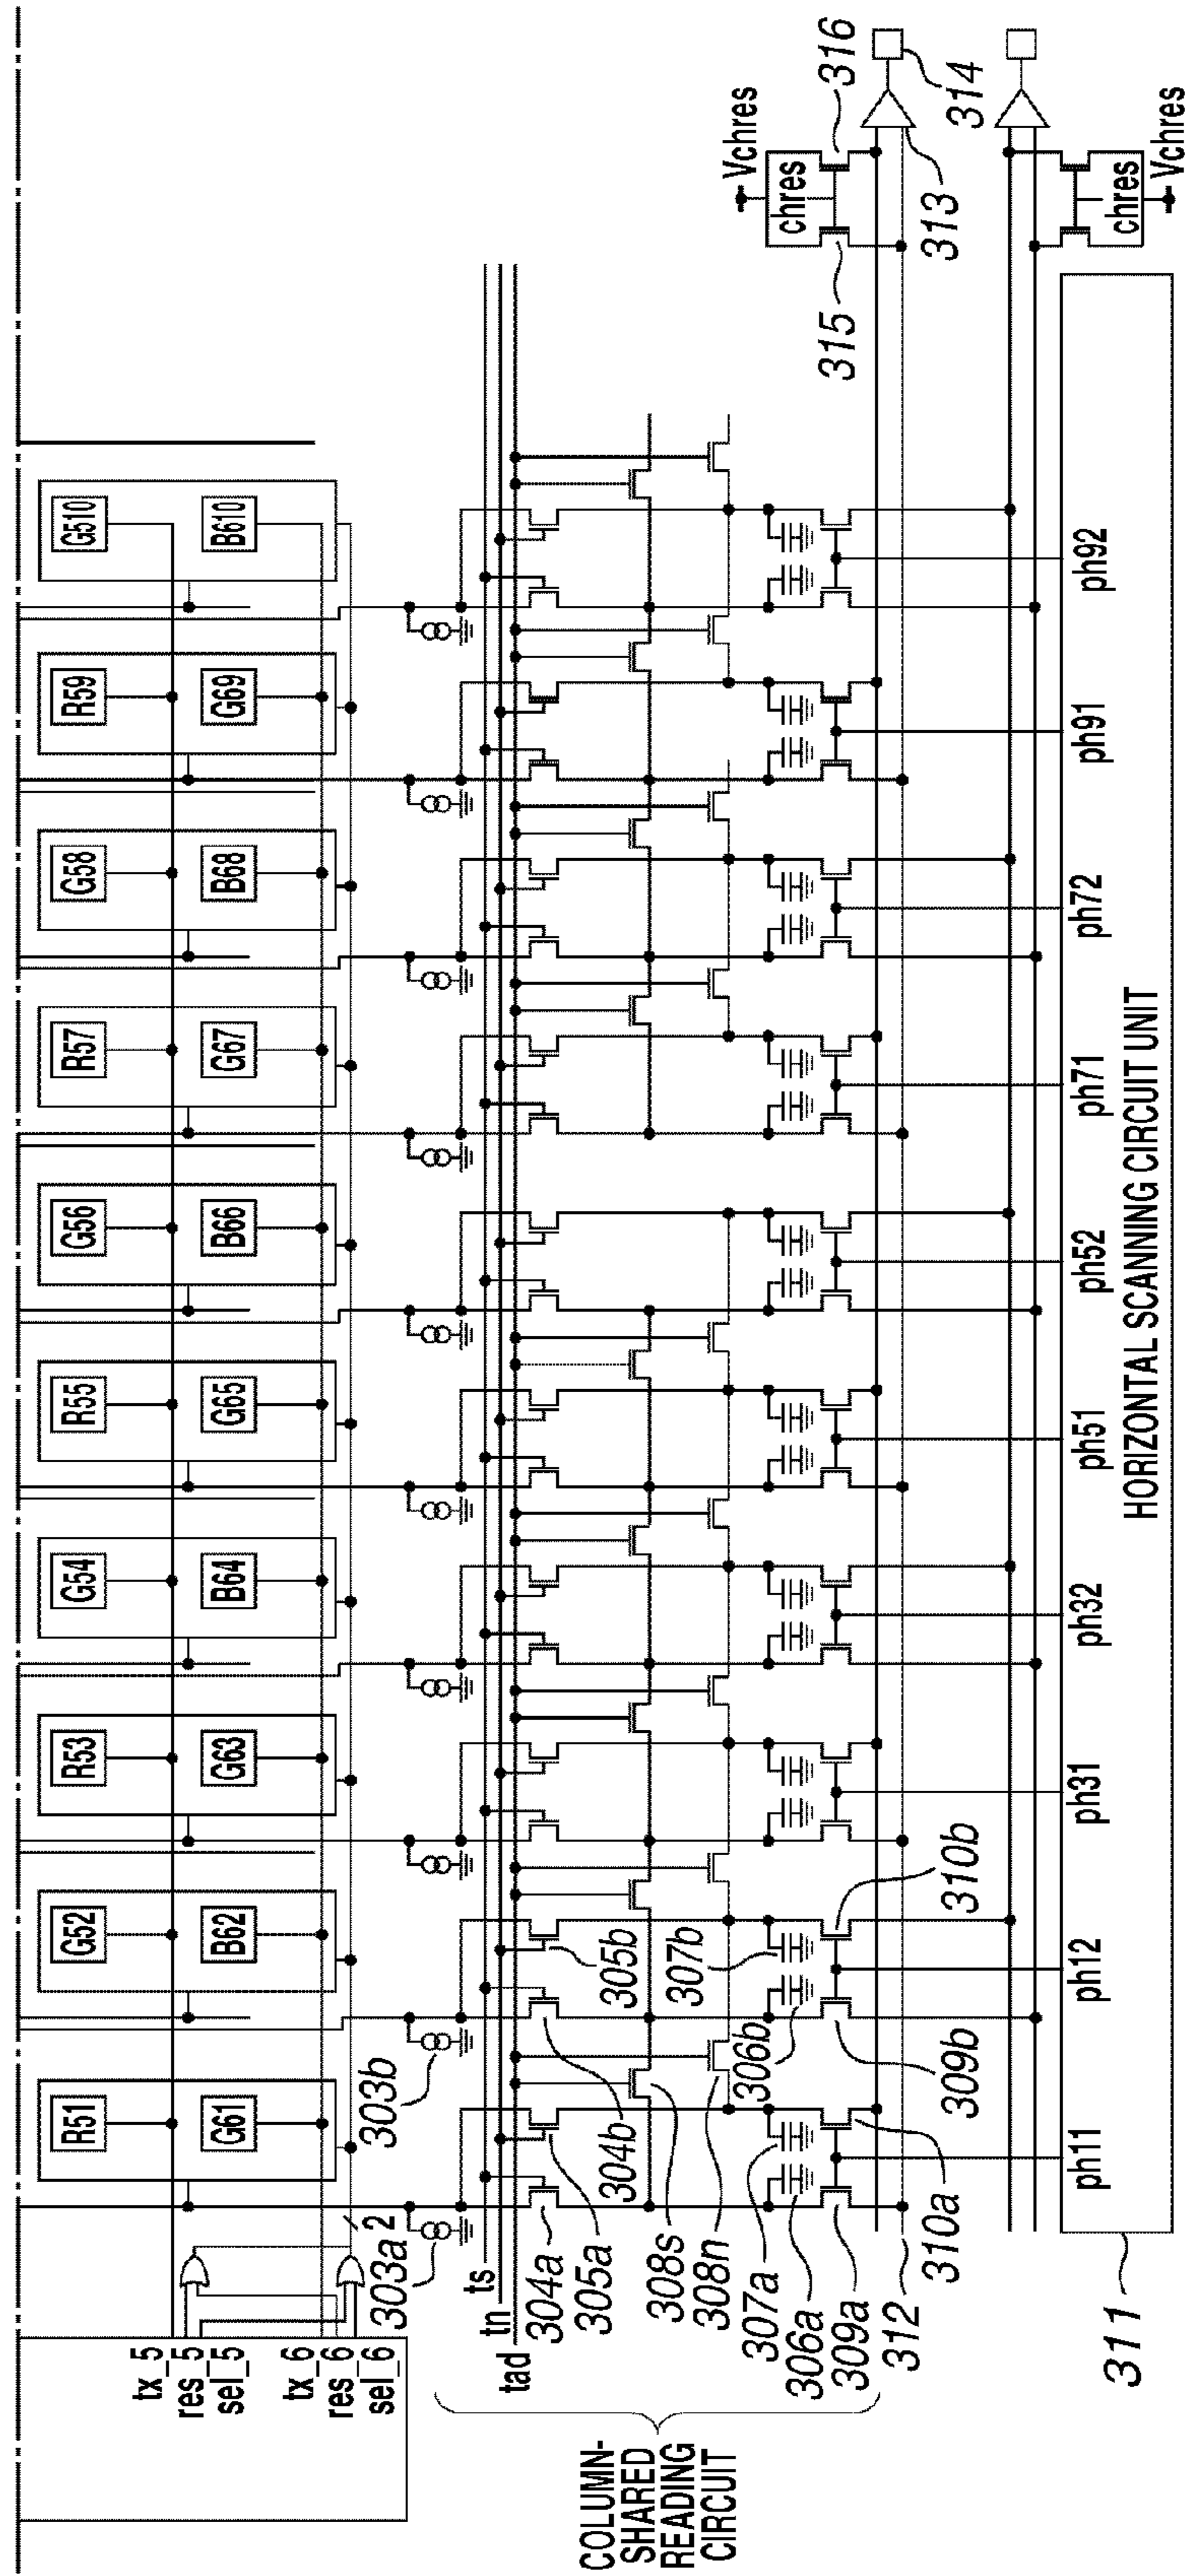 R51
G52
R53
G54
R55
G56
R57
G58
R59
G510
G61
B62
G63
B64
G65
B66
G67
B68
G69
B610
tx_5
res_5
sel_5
tx_6
res_6
sel_6
2
303a
303b
ts
tn
tad
COLUMN-
SHARED
READING
CIRCUIT
304a
305a
304b
305b
308s
308n
307a
306a
306b
307b
309a
310a
309b
310b
312
Vchres
chres
315
316
313
314
chres
Vchres
ph11
ph12
ph31
ph32
ph51
ph52
ph71
ph72
ph91
ph92
HORIZONTAL SCANNING CIRCUIT UNIT
311